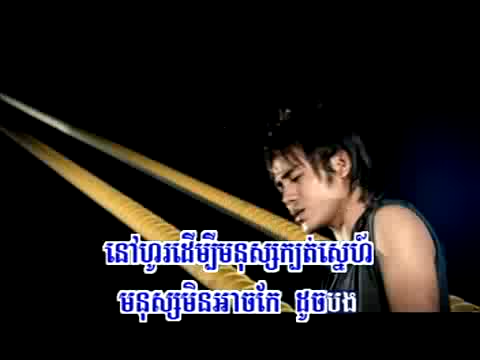 នៅហូរដើម្បីមនុស្សក្បត់ស្នេហ៍
មនុស្សមិនអាចកែ ដូចបង